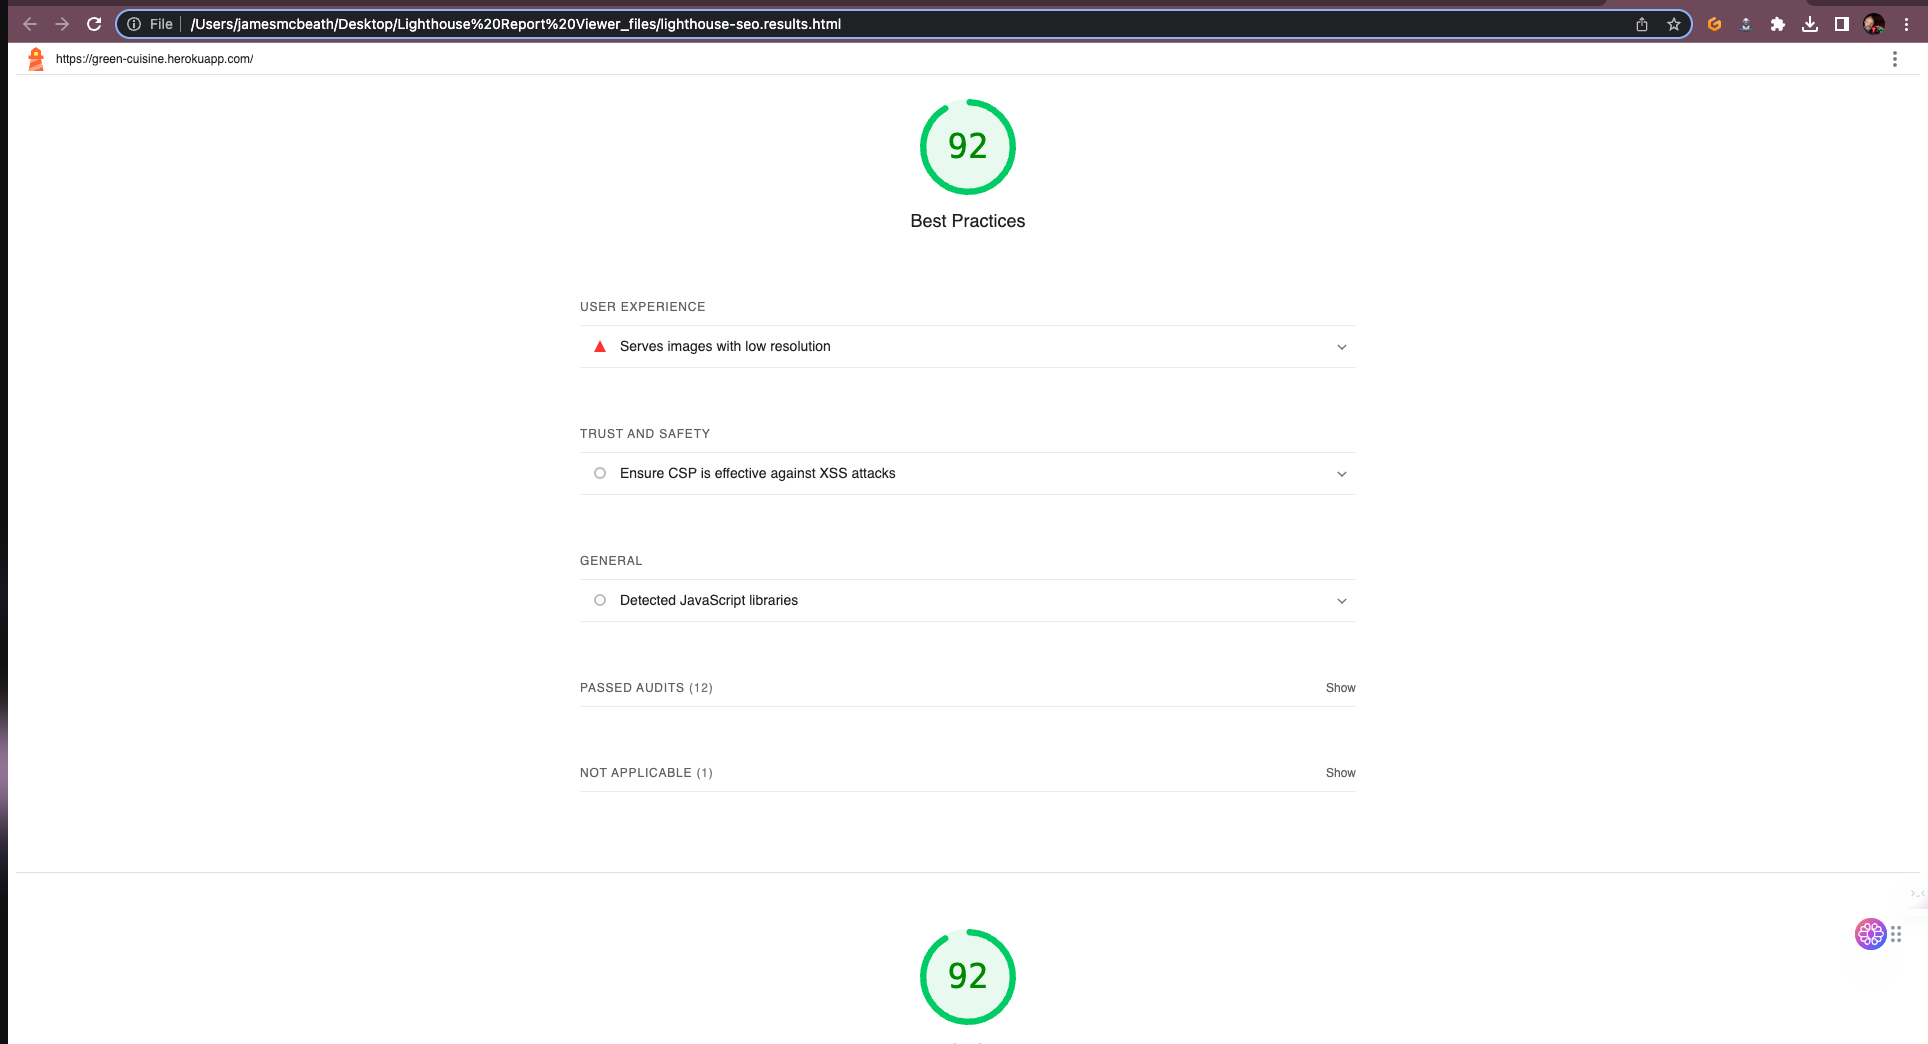 File
/Users/jamesmcbeath/Desktop/Lighthouse%20Report%20Viewer_files/lighthouse-seo.results.html
https://green-cuisine.herokuapp.com/
92
Best Practices
USER EXPERIENCE
Serves images with low resolution
TRUST AND SAFETY
Ensure CSP is effective against XSS attacks
GENERAL
Detected JavaScript libraries
PASSED AUDITS (12)
Show
NOT APPLICABLE (1)
Show
92